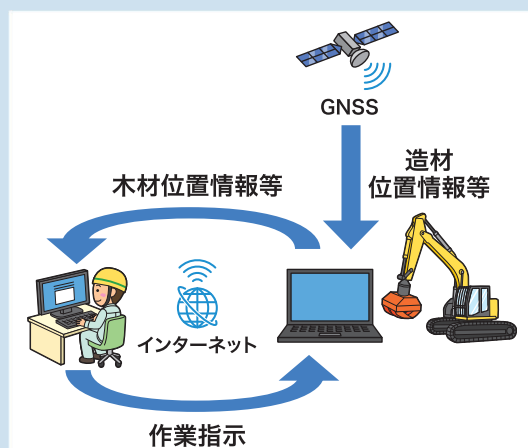 GNSS
造材
位置情報等
木材位置情報等
インターネット
作業指示